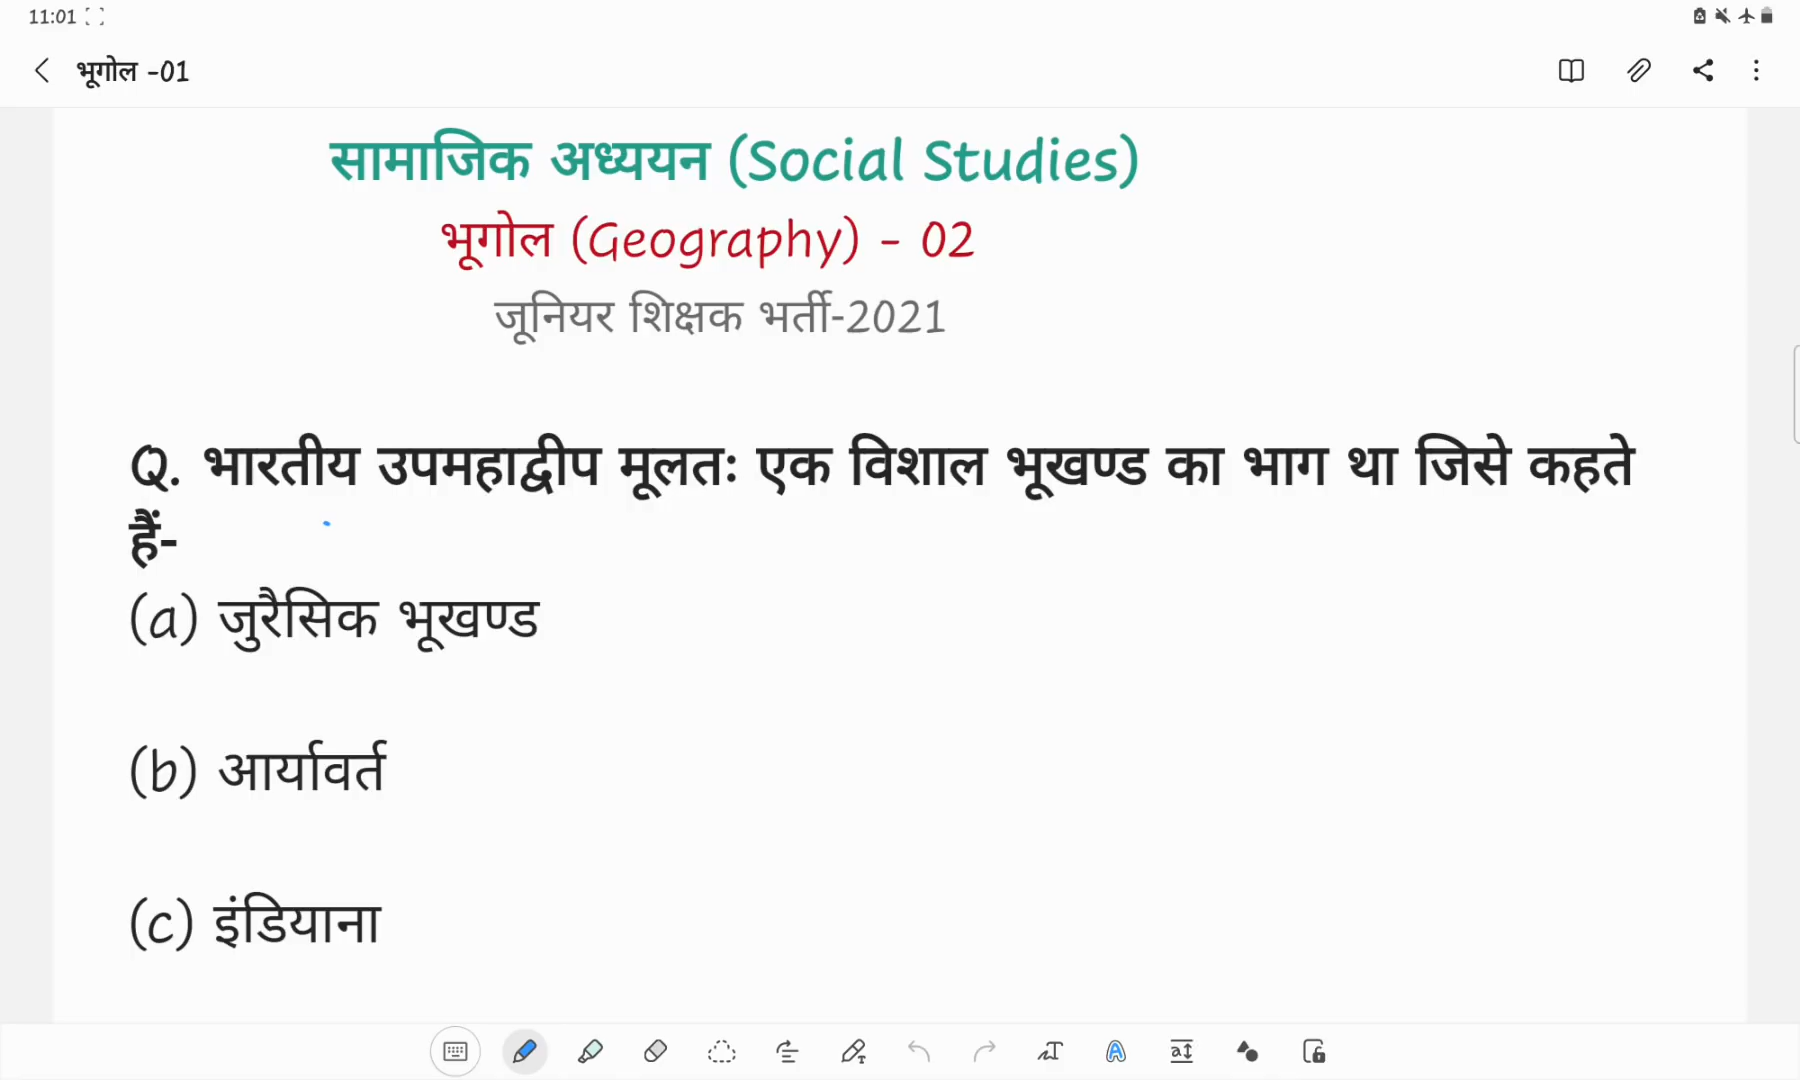 11:01
भूगोल -01
सामाजिक अध्ययन (Social Studies)
भूगोल (Geography) - 02
जूनियर शिक्षक भर्ती-2021
Q. भारतीय उपमहाद्वीप मूलतः एक विशाल भूखण्ड का भाग था जिसे कहते
हैं-
(a) जुरैसिक भूखण्ड
(b) आर्यावर्त
(c) इंडियाना